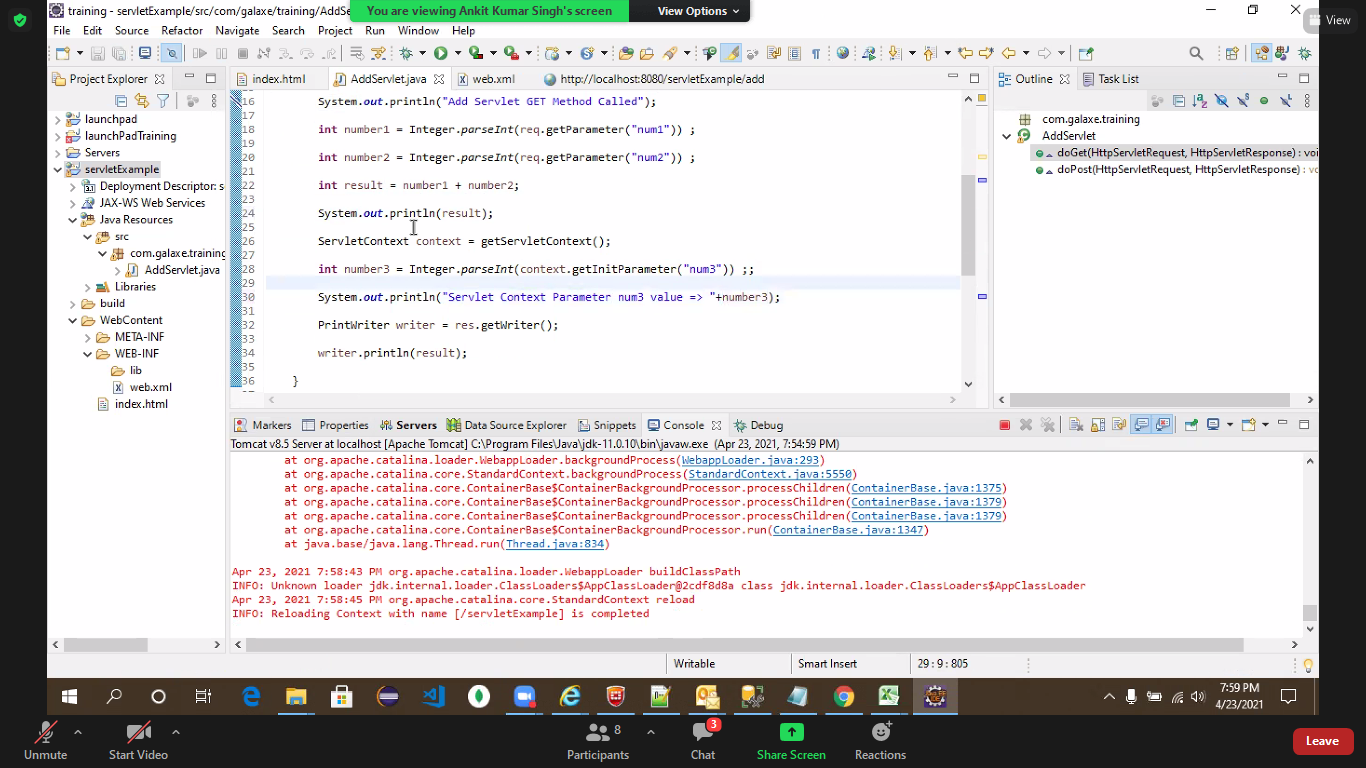 training - servletExample/src/com/galaxe/training/AddSe
You are viewing Ankit Kumar Singh's screen
View Options
View
File Edit Source Refactor Navigate Search Project Run Window Help
Project Explorer
index.html
AddServlet.java
web.xml
http://localhost:8080/servletExample/add
Outline
Task List
launchpad
launchPadTraining
Servers
servletExample
Deployment Descriptor: s
JAX-WS Web Services
Java Resources
src
com.galaxe.training
AddServlet.java
Libraries
build
WebContent
META-INF
WEB-INF
lib
web.xml
index.html
16 System.out.println("Add Servlet GET Method Called");
17
18 int number1 = Integer.parseInt(req.getParameter("num1")) ;
19
20 int number2 = Integer.parseInt(req.getParameter("num2")) ;
21
22 int result = number1 + number2;
23
24 System.out.println(result);
25
26 ServletContext context = getServletContext();
27
28 int number3 = Integer.parseInt(context.getInitParameter("num3")) ;;
29
30 System.out.println("Servlet Context Parameter num3 value => "+number3);
31
32 PrintWriter writer = res.getWriter();
33
34 writer.println(result);
35
36 }
com.galaxe.training
AddServlet
doGet(HttpServletRequest, HttpServletResponse) : voi
doPost(HttpServletRequest, HttpServletResponse) : vo
Markers Properties Servers Data Source Explorer Snippets Console Debug
Tomcat v8.5 Server at localhost [Apache Tomcat] C:\Program Files\Java\jdk-11.0.10\bin\javaw.exe (Apr 23, 2021, 7:54:59 PM)
at org.apache.catalina.loader.WebappLoader.backgroundProcess(WebappLoader.java:293)
at org.apache.catalina.core.StandardContext.backgroundProcess(StandardContext.java:5550)
at org.apache.catalina.core.ContainerBase$ContainerBackgroundProcessor.processChildren(ContainerBase.java:1375)
at org.apache.catalina.core.ContainerBase$ContainerBackgroundProcessor.processChildren(ContainerBase.java:1379)
at org.apache.catalina.core.ContainerBase$ContainerBackgroundProcessor.processChildren(ContainerBase.java:1379)
at org.apache.catalina.core.ContainerBase$ContainerBackgroundProcessor.run(ContainerBase.java:1347)
at java.base/java.lang.Thread.run(Thread.java:834)
Apr 23, 2021 7:58:43 PM org.apache.catalina.loader.WebappLoader buildClassPath
INFO: Unknown loader jdk.internal.loader.ClassLoaders$AppClassLoader@2cdf8d8a class jdk.internal.loader.ClassLoaders$AppClassLoader
Apr 23, 2021 7:58:45 PM org.apache.catalina.core.StandardContext reload
INFO: Reloading Context with name [/servletExample] is completed
Writable
Smart Insert
29 : 9 : 805
7:59 PM
4/23/2021
Unmute
Start Video
Participants 8
Chat 3
Share Screen
Reactions
Leave